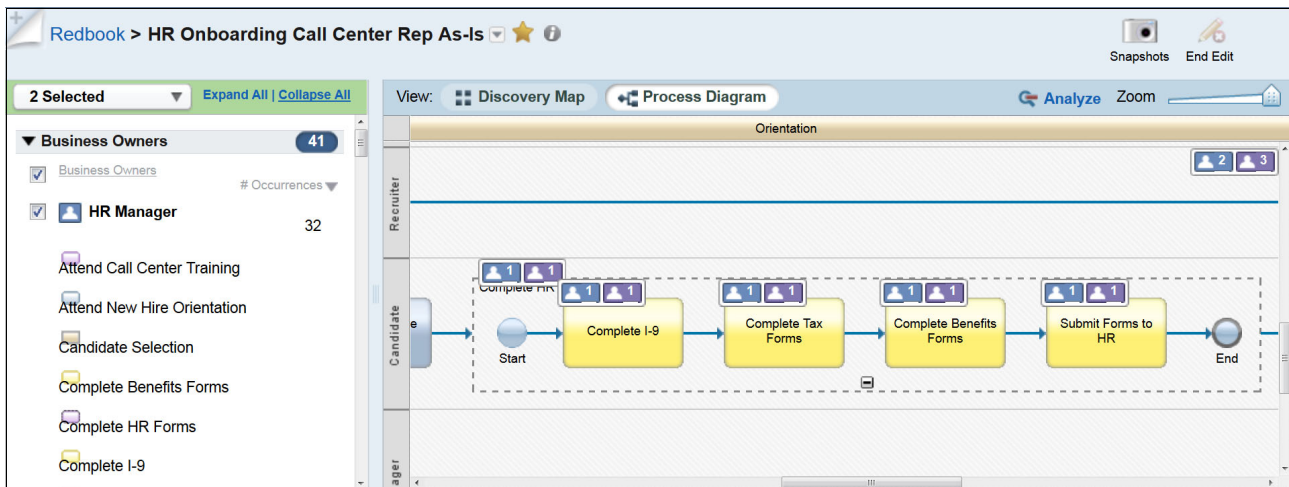 Redbook > HR Onboarding Call Center Rep As-Is
Snapshots End Edit
2 Selected Expand All | Collapse All
View: Discovery Map Process Diagram Analyze Zoom
Business Owners 41
Business Owners
# Occurrences
HR Manager
32
Attend Call Center Training
Attend New Hire Orientation
Candidate Selection
Complete Benefits Forms
Complete HR Forms
Complete I-9
Orientation
Recruiter
2 3
Candidate
e
1 1
Complete HR
Start
1 1
Complete I-9
1 1
Complete Tax
Forms
1 1
Complete Benefits
Forms
1 1
Submit Forms to
HR
End
ager